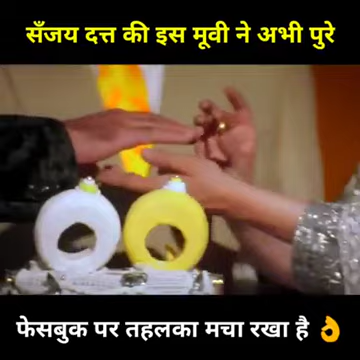 सँजय दत्त की इस मूवी ने अभी पुरे
फेसबुक पर तहलका मचा रखा है 👌